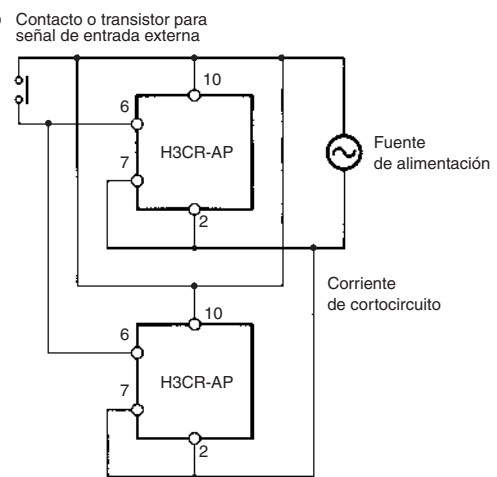 Contacto o transistor para
señal de entrada externa
10
6
7
H3CR-AP
2
Fuente
de alimentación
Corriente
de cortocircuito
10
6
7
H3CR-AP
2